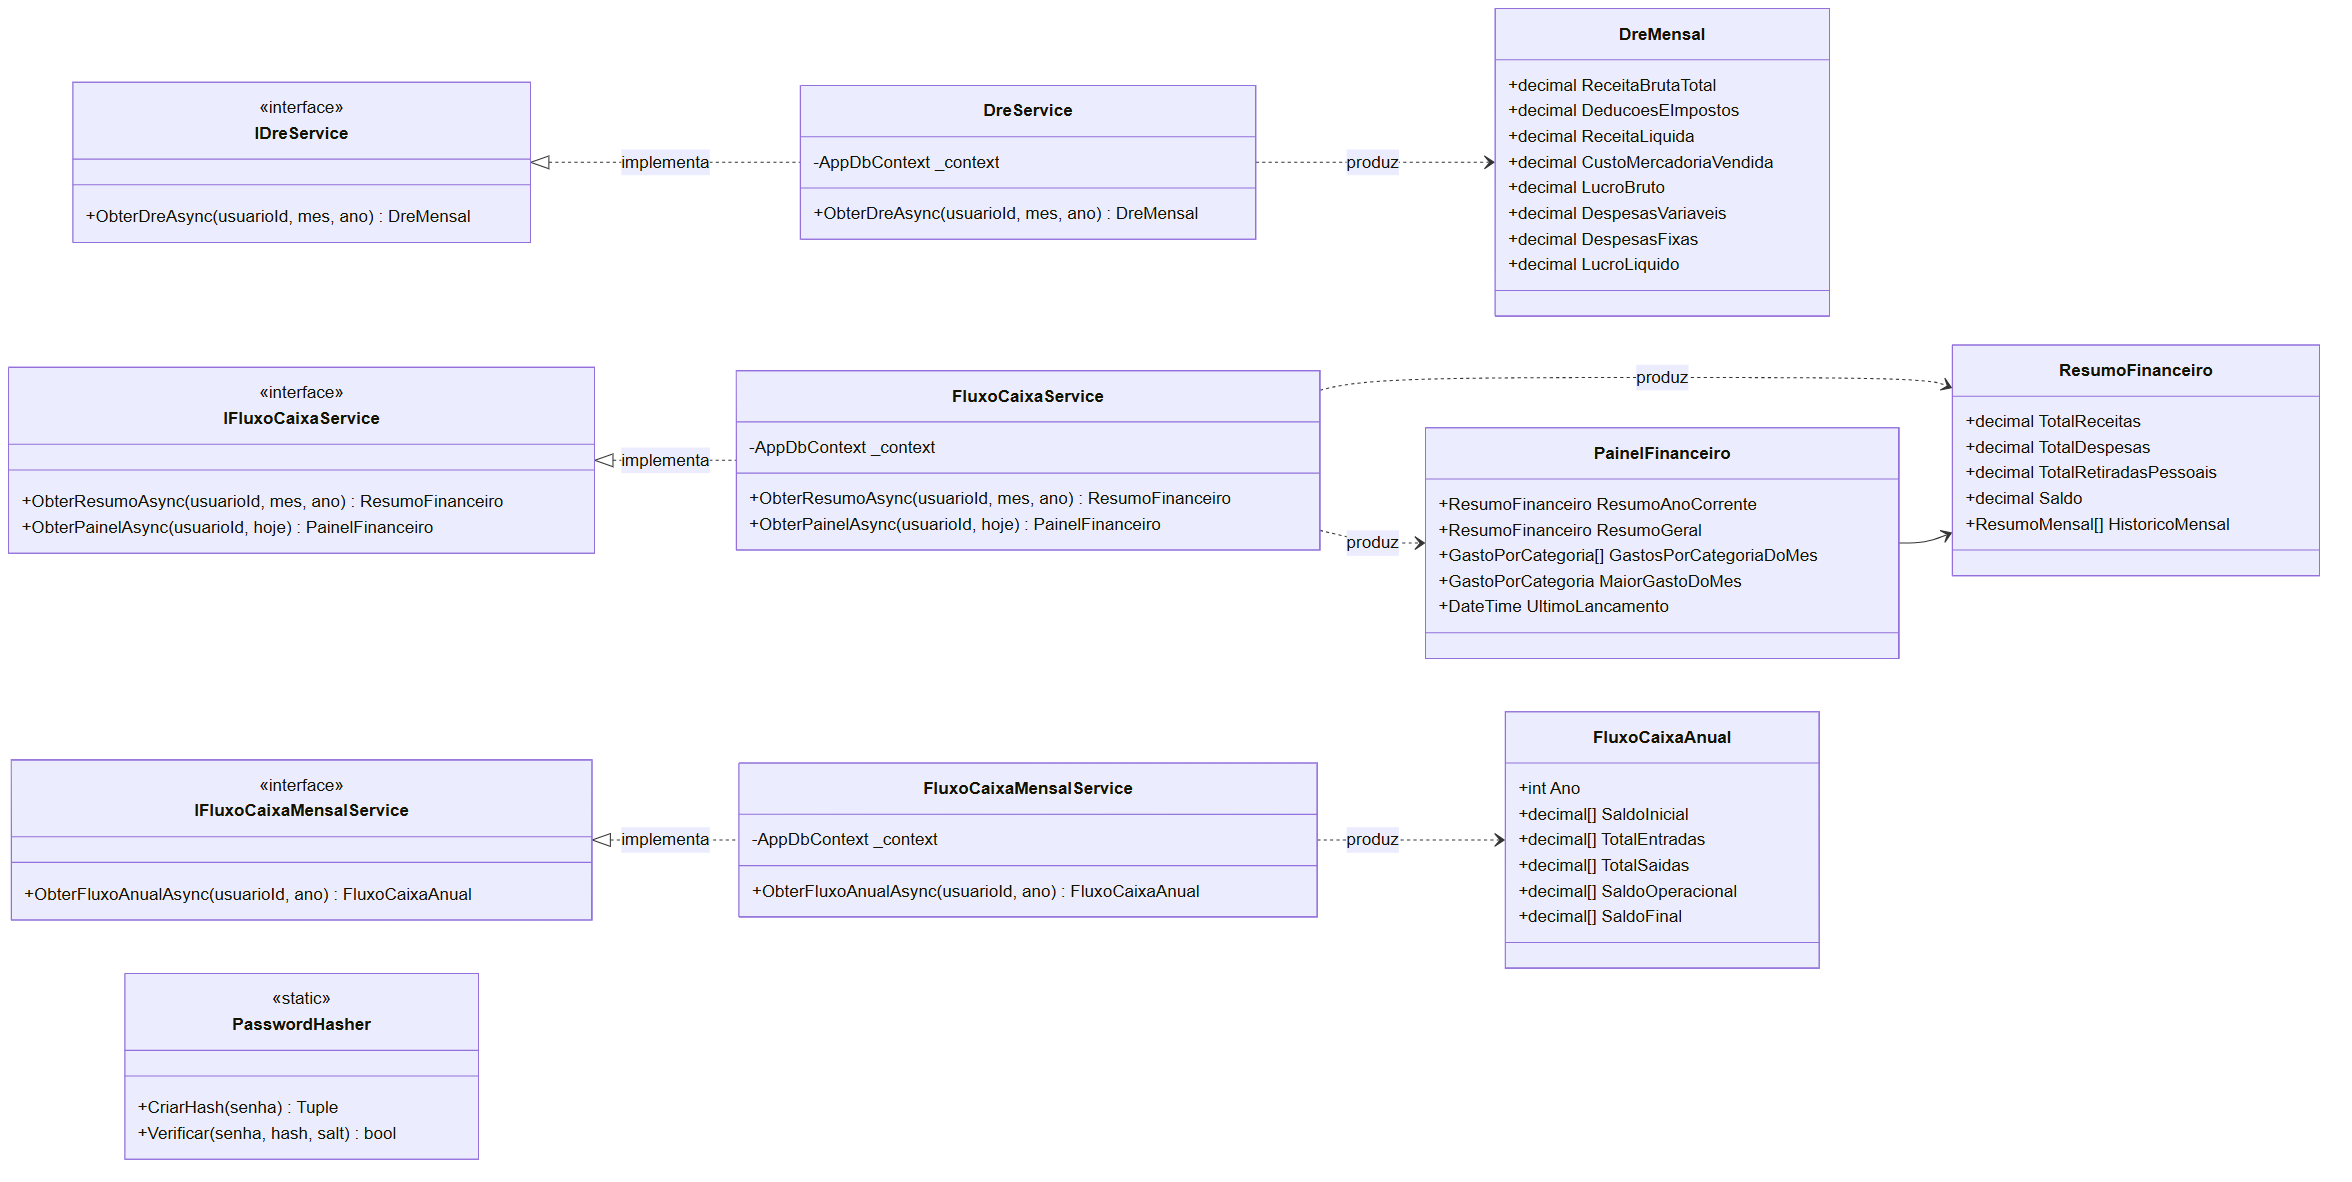 «interface»
IDreService
+ObterDreAsync(usuarioId, mes, ano) : DreMensal
implementa
DreService
-AppDbContext _context
+ObterDreAsync(usuarioId, mes, ano) : DreMensal
produz
DreMensal
+decimal ReceitaBrutaTotal
+decimal DeducoesEImpostos
+decimal ReceitaLiquida
+decimal CustoMercadoriaVendida
+decimal LucroBruto
+decimal DespesasVariaveis
+decimal DespesasFixas
+decimal LucroLiquido
«interface»
IFluxoCaixaService
+ObterResumoAsync(usuarioId, mes, ano) : ResumoFinanceiro
+ObterPainelAsync(usuarioId, hoje) : PainelFinanceiro
implementa
FluxoCaixaService
-AppDbContext _context
+ObterResumoAsync(usuarioId, mes, ano) : ResumoFinanceiro
+ObterPainelAsync(usuarioId, hoje) : PainelFinanceiro
produz
produz
PainelFinanceiro
+ResumoFinanceiro ResumoAnoCorrente
+ResumoFinanceiro ResumoGeral
+GastoPorCategoria[] GastosPorCategoriaDoMes
+GastoPorCategoria MaiorGastoDoMes
+DateTime UltimoLancamento
ResumoFinanceiro
+decimal TotalReceitas
+decimal TotalDespesas
+decimal TotalRetiradasPessoais
+decimal Saldo
+ResumoMensal[] HistoricoMensal
«interface»
IFluxoCaixaMensalService
+ObterFluxoAnualAsync(usuarioId, ano) : FluxoCaixaAnual
implementa
FluxoCaixaMensalService
-AppDbContext _context
+ObterFluxoAnualAsync(usuarioId, ano) : FluxoCaixaAnual
produz
FluxoCaixaAnual
+int Ano
+decimal[] SaldoInicial
+decimal[] TotalEntradas
+decimal[] TotalSaidas
+decimal[] SaldoOperacional
+decimal[] SaldoFinal
«static»
PasswordHasher
+CriarHash(senha) : Tuple
+Verificar(senha, hash, salt) : bool